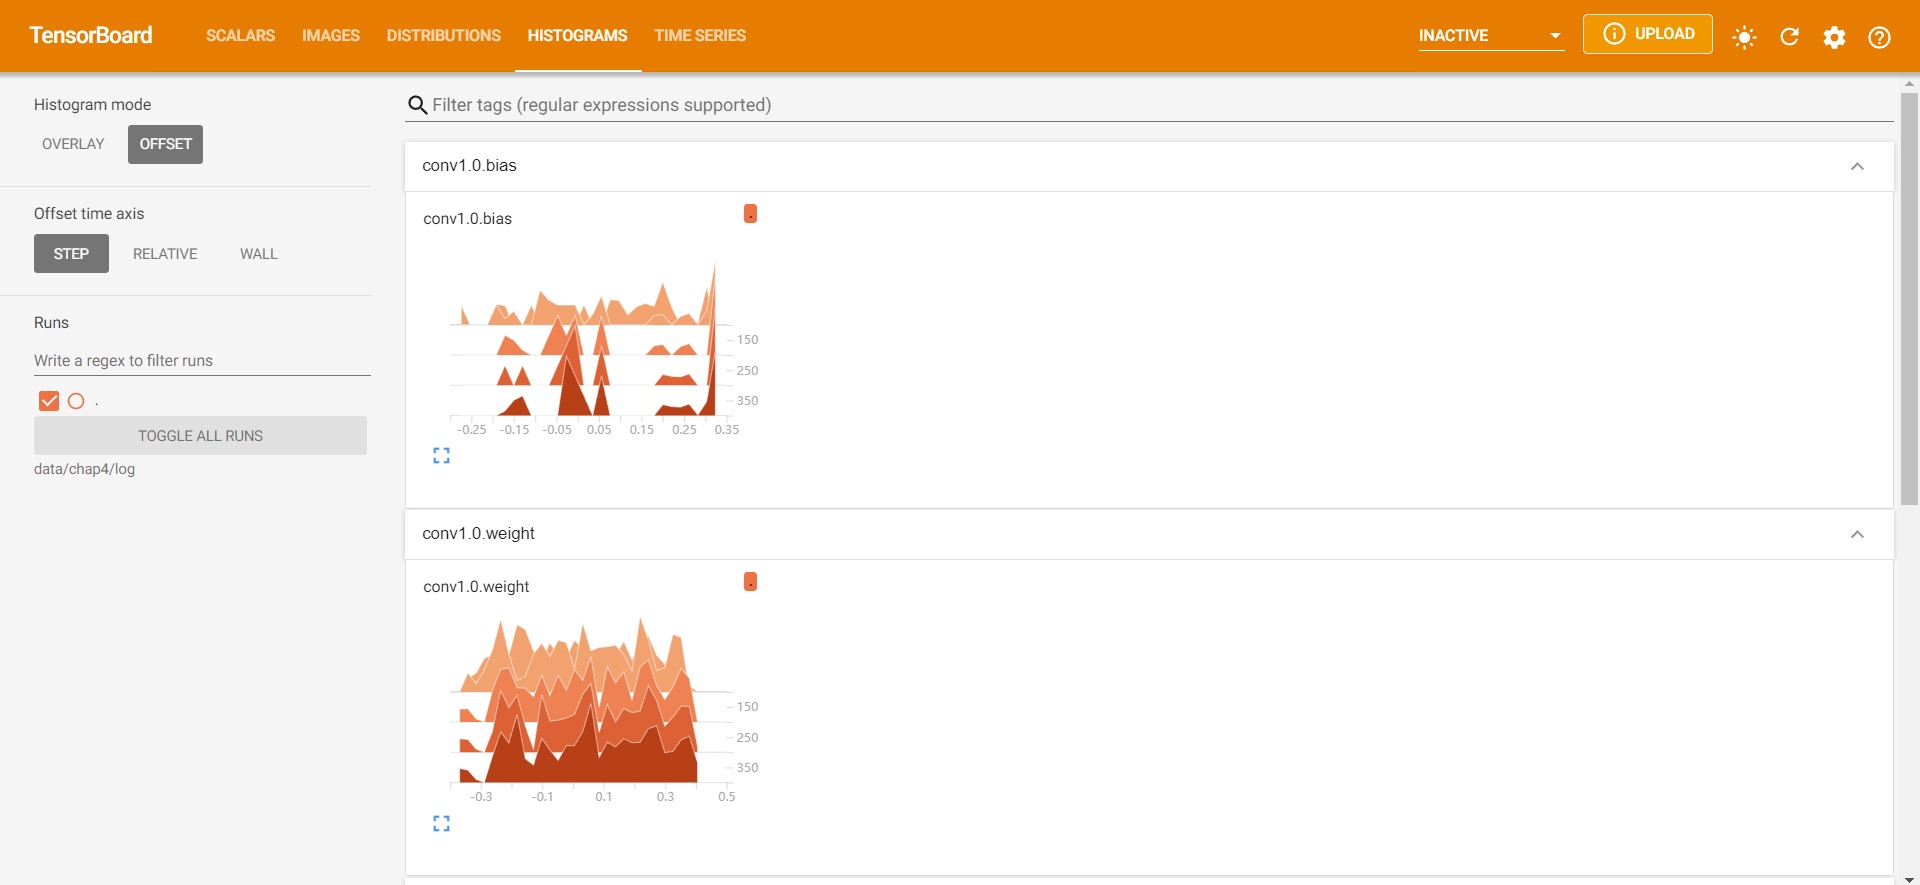 TensorBoard
SCALARS IMAGES DISTRIBUTIONS HISTOGRAMS TIME SERIES
INACTIVE
UPLOAD
Histogram mode
OVERLAY OFFSET
Offset time axis
STEP RELATIVE WALL
Runs
Write a regex to filter runs
.
TOGGLE ALL RUNS
data/chap4/log
Filter tags (regular expressions supported)
conv1.0.bias
conv1.0.bias
.
150
250
350
-0.25 -0.15 -0.05 0.05 0.15 0.25 0.35
conv1.0.weight
conv1.0.weight
.
150
250
350
-0.3 -0.1 0.1 0.3 0.5